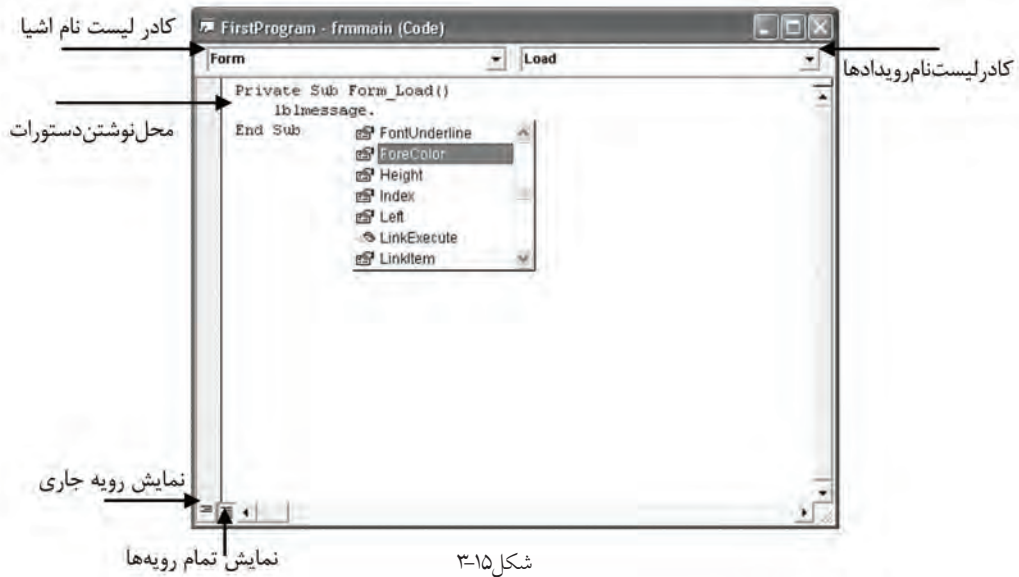 کادر لیست نام اشیا
FirstProgram - frmmain (Code)
Form
Load
کادرلیست‌نام‌رویدادها
Private Sub Form_Load()
lblmessage.
End Sub
محل‌نوشتن‌دستورات
FontUnderline
ForeColor
Height
Index
Left
LinkExecute
LinkItem
نمایش رویه جاری
نمایش تمام رویه‌ها
شکل۱۵-۳